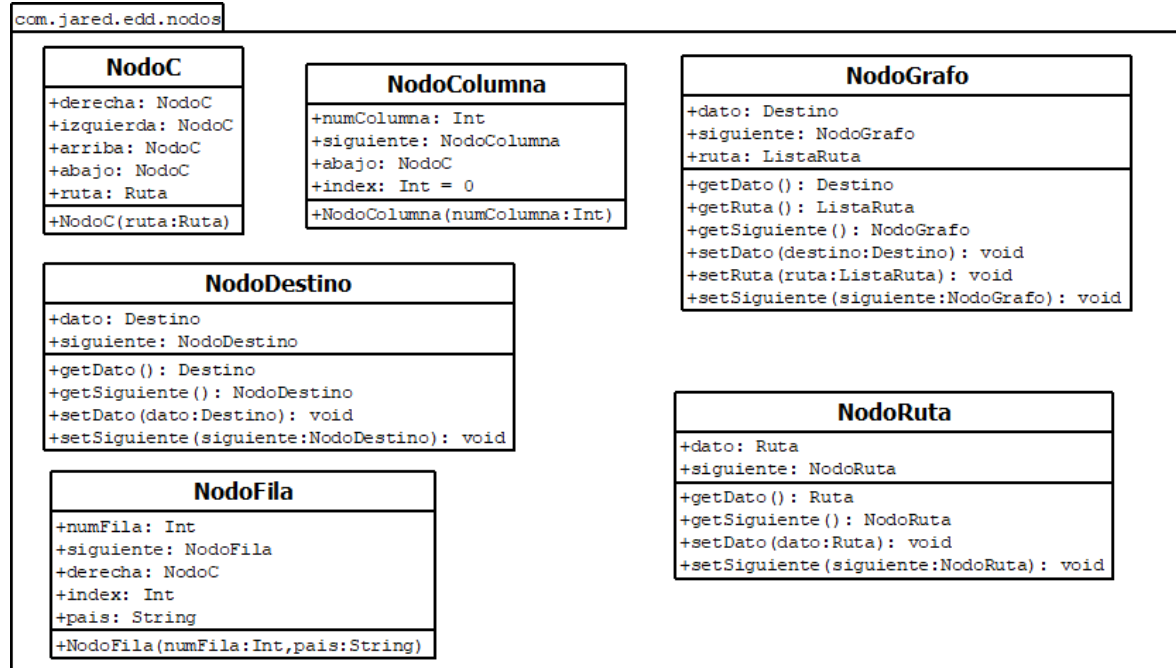 com.jared.edd.nodos
NodoC
+derecha: NodoC
+izquierda: NodoC
+arriba: NodoC
+abajo: NodoC
+ruta: Ruta
+NodoC(ruta:Ruta)
NodoColumna
+numColumna: Int
+siguiente: NodoColumna
+abajo: NodoC
+index: Int = 0
+NodoColumna(numColumna:Int)
NodoGrafo
+dato: Destino
+siguiente: NodoGrafo
+ruta: ListaRuta
+getDato(): Destino
+getRuta(): ListaRuta
+getSiguiente(): NodoGrafo
+setDato(destino:Destino): void
+setRuta(ruta:ListaRuta): void
+setSiguiente(siguiente:NodoGrafo): void
NodoDestino
+dato: Destino
+siguiente: NodoDestino
+getDato(): Destino
+getSiguiente(): NodoDestino
+setDato(dato:Destino): void
+setSiguiente(siguiente:NodoDestino): void
NodoRuta
+dato: Ruta
+siguiente: NodoRuta
+getDato(): Ruta
+getSiguiente(): NodoRuta
+setDato(dato:Ruta): void
+setSiguiente(siguiente:NodoRuta): void
NodoFila
+numFila: Int
+siguiente: NodoFila
+derecha: NodoC
+index: Int
+pais: String
+NodoFila(numFila:Int,pais:String)